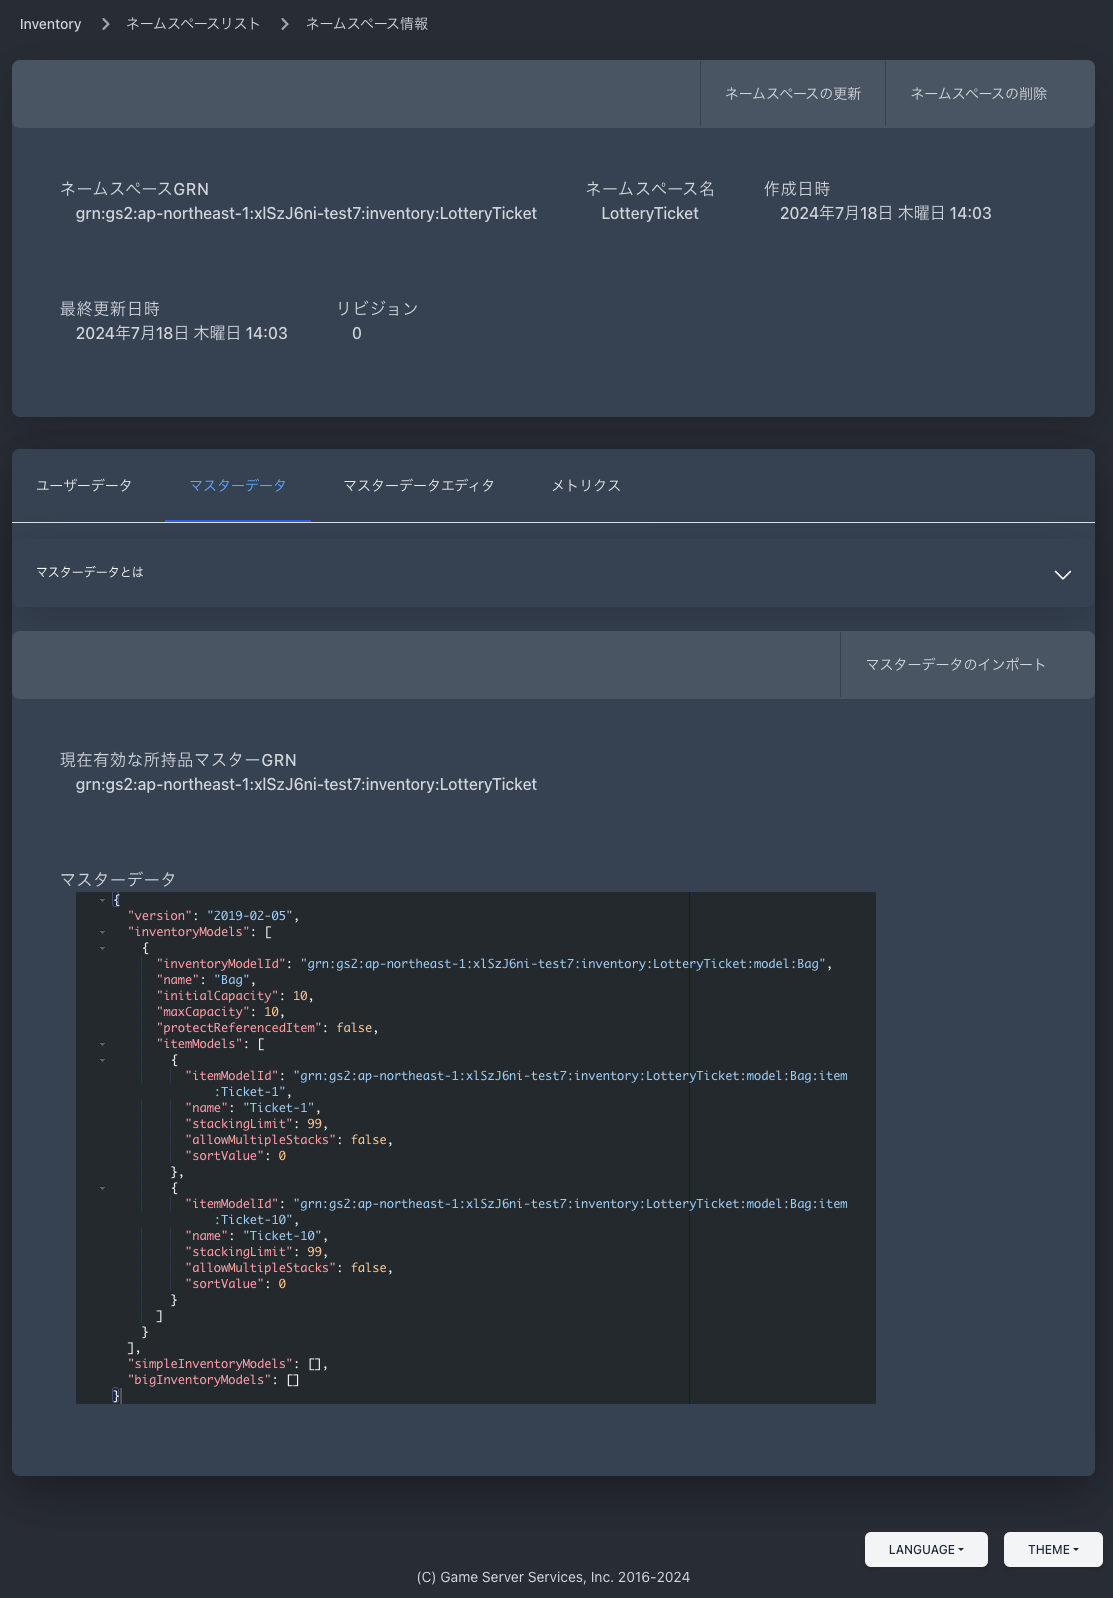 Inventory > ネームスペースリスト > ネームスペース情報
ネームスペースの更新 ネームスペースの削除
ネームスペースGRN ネームスペース名 作成日時
grn:gs2:ap-northeast-1:xlSzJ6ni-test7:inventory:LotteryTicket LotteryTicket 2024年7月18日 木曜日 14:03
最終更新日時 リビジョン
2024年7月18日 木曜日 14:03 0
ユーザーデータ マスターデータ マスターデータエディタ メトリクス
マスターデータとは
マスターデータのインポート
現在有効な所持品マスターGRN
grn:gs2:ap-northeast-1:xlSzJ6ni-test7:inventory:LotteryTicket
マスターデータ
{
"version": "2019-02-05",
"inventoryModels": [
{
"inventoryModelId": "grn:gs2:ap-northeast-1:xlSzJ6ni-test7:inventory:LotteryTicket:model:Bag",
"name": "Bag",
"initialCapacity": 10,
"maxCapacity": 10,
"protectReferencedItem": false,
"itemModels": [
{
"itemModelId": "grn:gs2:ap-northeast-1:xlSzJ6ni-test7:inventory:LotteryTicket:model:Bag:item
:Ticket-1",
"name": "Ticket-1",
"stackingLimit": 99,
"allowMultipleStacks": false,
"sortValue": 0
},
{
"itemModelId": "grn:gs2:ap-northeast-1:xlSzJ6ni-test7:inventory:LotteryTicket:model:Bag:item
:Ticket-10",
"name": "Ticket-10",
"stackingLimit": 99,
"allowMultipleStacks": false,
"sortValue": 0
}
]
}
],
"simpleInventoryModels": [],
"bigInventoryModels": []
}
LANGUAGE THEME
(C) Game Server Services, Inc. 2016-2024